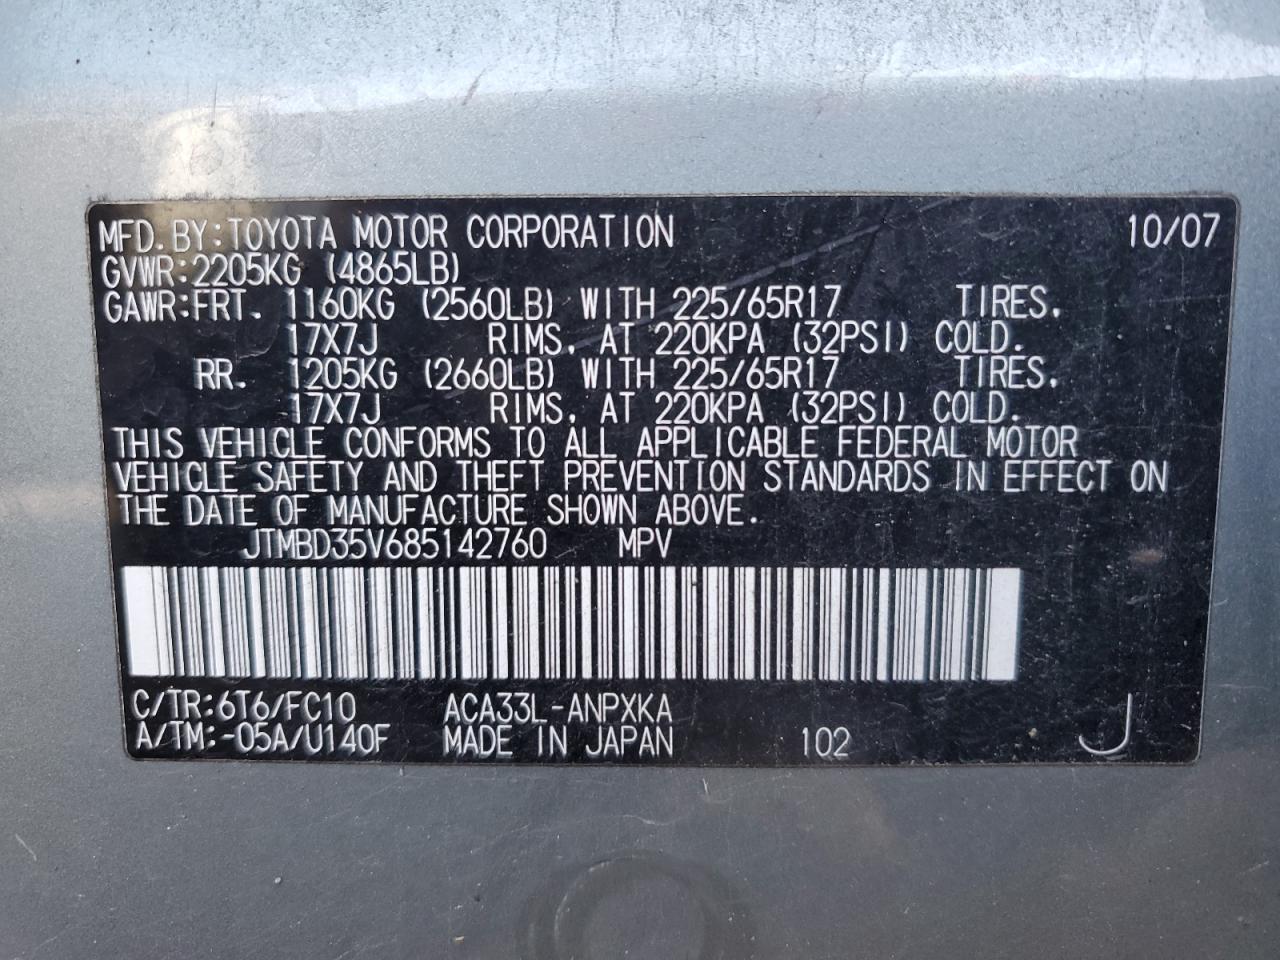 MFD. BY: TOYOTA MOTOR CORPORATION 10/07
GVWR: 2205KG (4865LB)
GAWR: FRT. 1160KG (2560LB) WITH 225/65R17 TIRES,
17X7J RIMS, AT 220KPA (32PSI) COLD.
RR. 1205KG (2660LB) WITH 225/65R17 TIRES,
17X7J RIMS, AT 220KPA (32PSI) COLD.
THIS VEHICLE CONFORMS TO ALL APPLICABLE FEDERAL MOTOR
VEHICLE SAFETY AND THEFT PREVENTION STANDARDS IN EFFECT ON
THE DATE OF MANUFACTURE SHOWN ABOVE.
JTMBD35V685142760 MPV
C/TR: 6T6/FC10 ACA33L-ANPXKA
A/TM: -05A/U140F MADE IN JAPAN 102 J